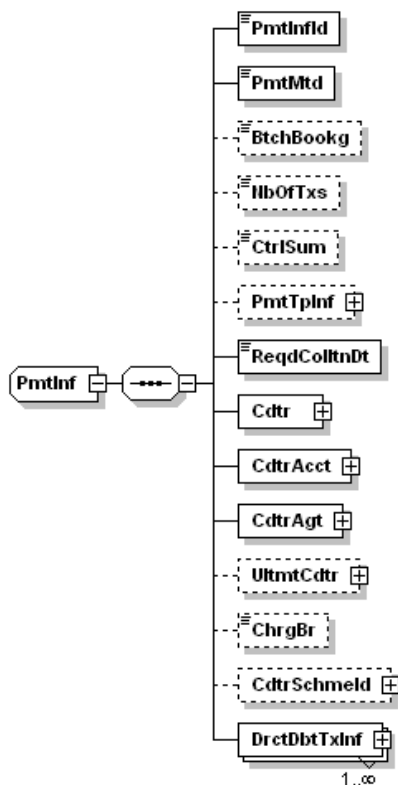 PmtInfId
PmtMtd
BtchBookg
NbOfTxs
CtrlSum
PmtTpInf
ReqdColltnDt
PmtInf
Cdtr
CdtrAcct
CdtrAgt
UltmtCdtr
ChrgBr
CdtrSchmeId
DrctDbtTxInf
1..∞